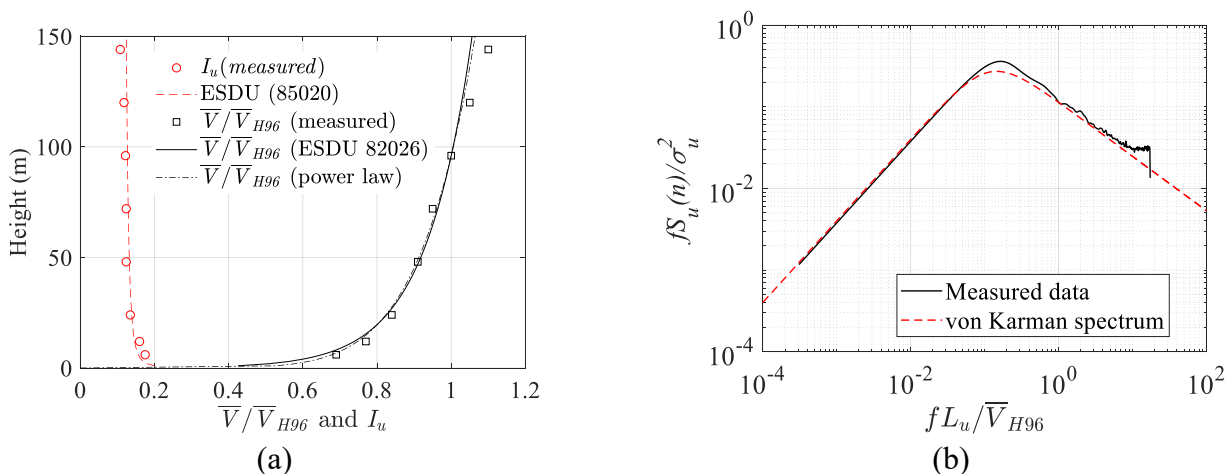 150
100
50
0
Height (m)
I_u(measured)
ESDU (85020)
V̅/V̅_H96 (measured)
V̅/V̅_H96 (ESDU 82026)
V̅/V̅_H96 (power law)
0 0.2 0.4 0.6 0.8 1 1.2
V̅/V̅_H96 and I_u
(a)
10^0
10^-2
10^-4
fS_u(n)/σ_u^2
Measured data
von Karman spectrum
10^-4 10^-2 10^0 10^2
fL_u/V̅_H96
(b)